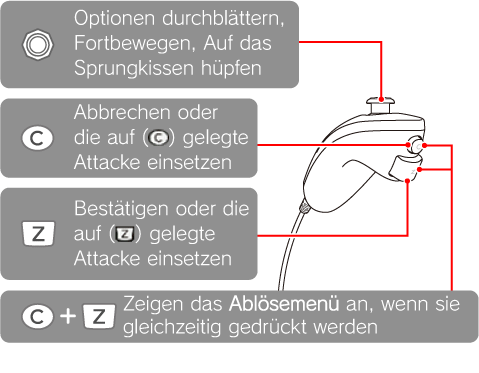 Optionen durchblättern,
Fortbewegen, Auf das
Sprungkissen hüpfen
C
Abbrechen oder
die auf (C) gelegte
Attacke einsetzen
Z
Bestätigen oder die
auf (Z) gelegte
Attacke einsetzen
C + Z
Zeigen das Ablösemenü an, wenn sie
gleichzeitig gedrückt werden